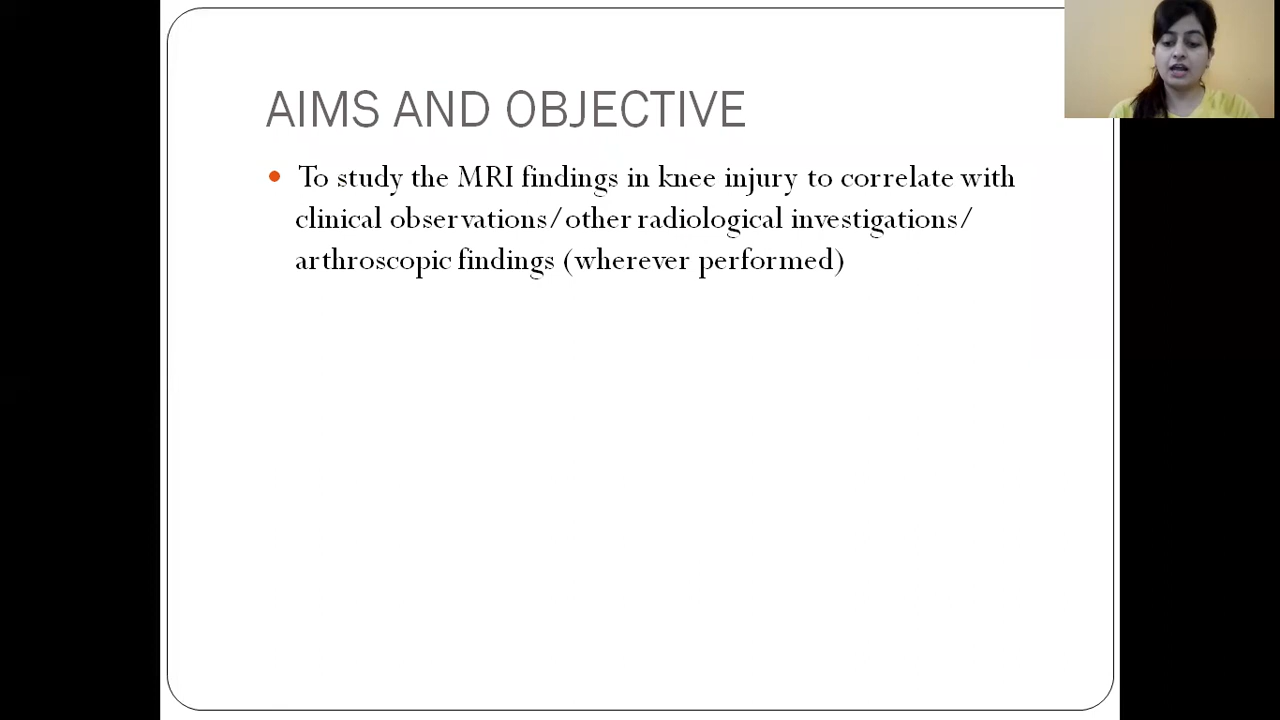 AIMS AND OBJECTIVE
To study the MRI findings in knee injury to correlate with
clinical observations/other radiological investigations/
arthroscopic findings (wherever performed)